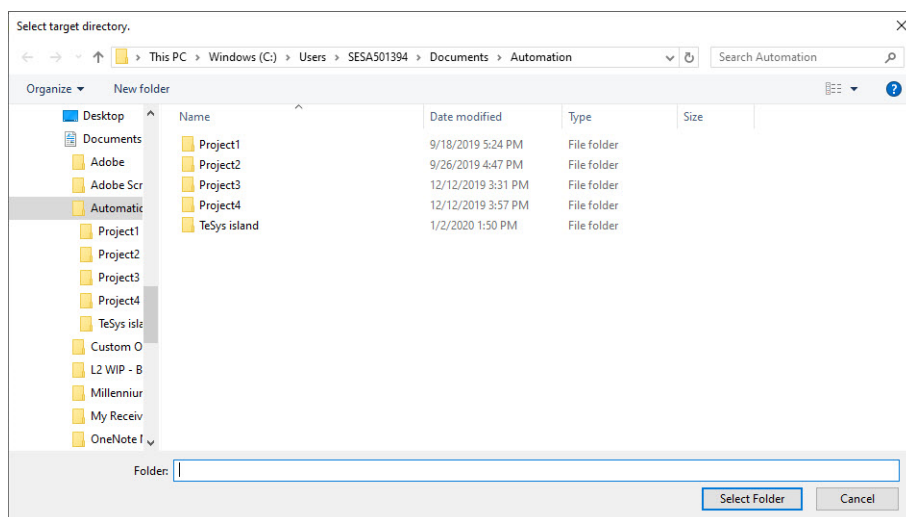 Select target directory.
This PC > Windows (C:) > Users > SESA501394 > Documents > Automation
Search Automation
Organize
New folder
Name Date modified Type Size
Project1 9/18/2019 5:24 PM File folder
Project2 9/26/2019 4:47 PM File folder
Project3 12/12/2019 3:31 PM File folder
Project4 12/12/2019 3:57 PM File folder
TeSys island 1/2/2020 1:50 PM File folder
Desktop
Documents
Adobe
Adobe Scr
Automatic
Project1
Project2
Project3
Project4
TeSys isla
Custom O
L2 WIP - B
Millenniur
My Receiv
OneNote N
Folder:
Select Folder Cancel